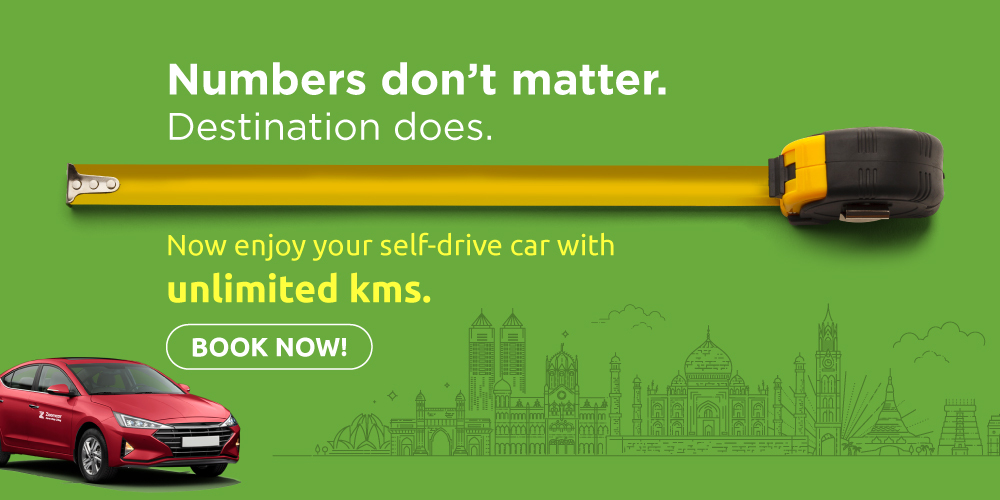 Numbers don't matter.
Destination does.
Now enjoy your self-drive car with
unlimited kms.
BOOK NOW!
Zoomcar